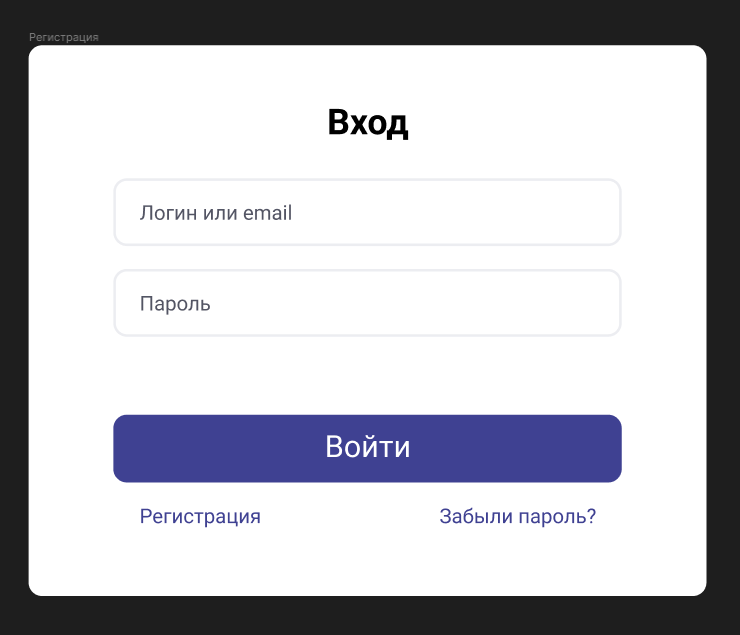 Регистрация
Вход
Логин или email
Пароль
Войти
Регистрация
Забыли пароль?